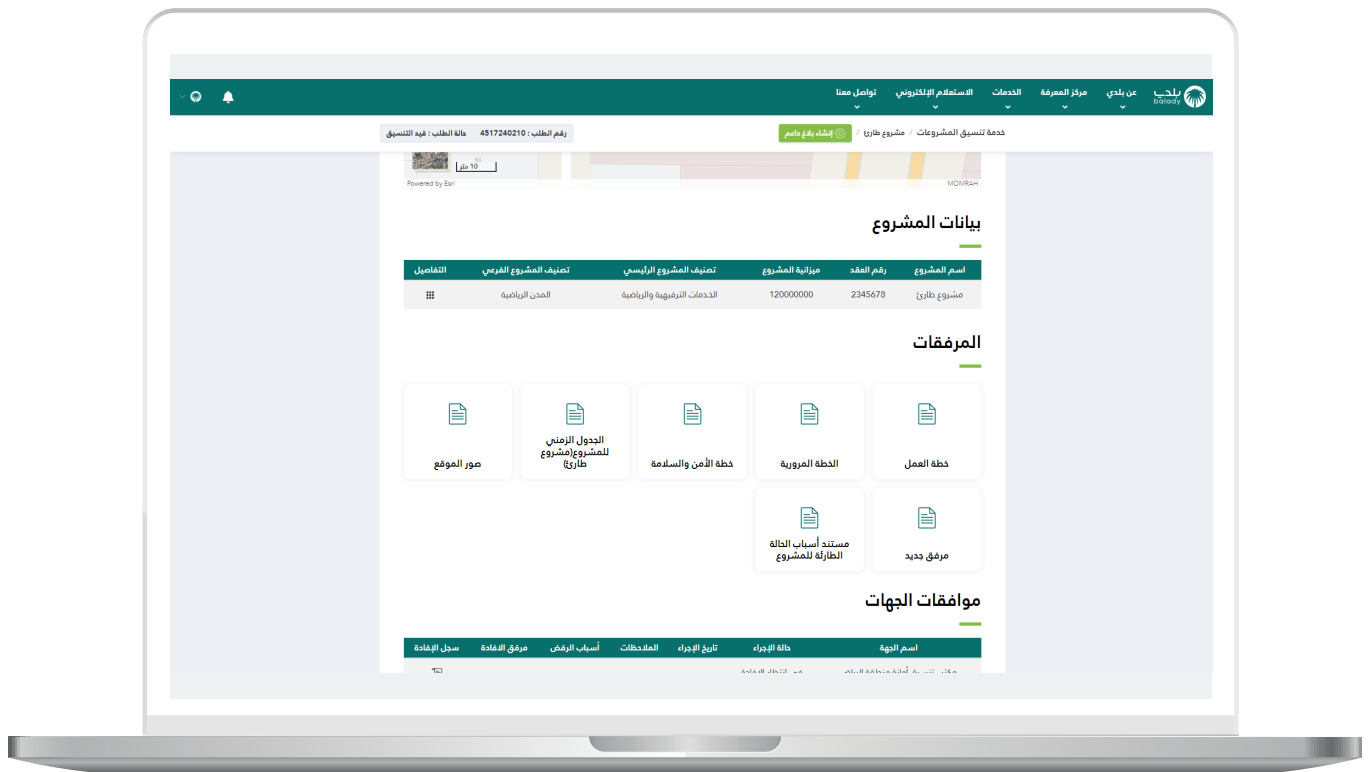 بلدي
balady
عن بلدي
مركز المعرفة
الخدمات
الاستعلام الإلكتروني
تواصل معنا
خدمة تنسيق المشروعات / مشروع طارئ / إنشاء بلاغ داعم
رقم الطلب : 4517240210
حالة الطلب : قيد التنسيق
10 متر
Powered by Esri
MOMRAH
بيانات المشروع
اسم المشروع رقم العقد ميزانية المشروع تصنيف المشروع الرئيسي تصنيف المشروع الفرعي التفاصيل
مشروع طارئ 2345678 120000000 الخدمات الترفيهية والرياضية المدن الرياضية
المرفقات
خطة العمل
الخطة المرورية
خطة الأمن والسلامة
الجدول الزمني
للمشروع(مشروع
طارئ)
صور الموقع
مرفق جديد
مستند أسباب الحالة
الطارئة للمشروع
موافقات الجهات
اسم الجهة حالة الإجراء تاريخ الإجراء الملاحظات أسباب الرفض مرفق الافادة سجل الإفادة